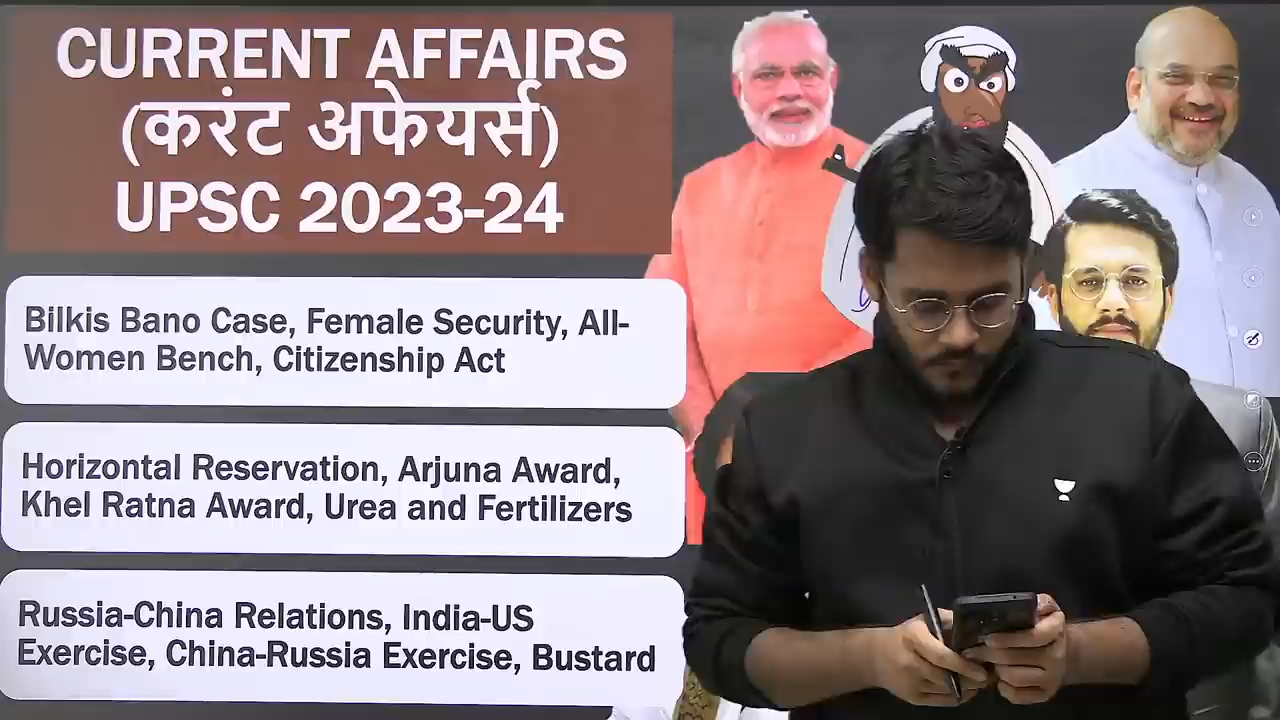 CURRENT AFFAIRS
(करंट अफेयर्स)
UPSC 2023-24
Bilkis Bano Case, Female Security, All-
Women Bench, Citizenship Act
Horizontal Reservation, Arjuna Award,
Khel Ratna Award, Urea and Fertilizers
Russia-China Relations, India-US
Exercise, China-Russia Exercise, Bustard